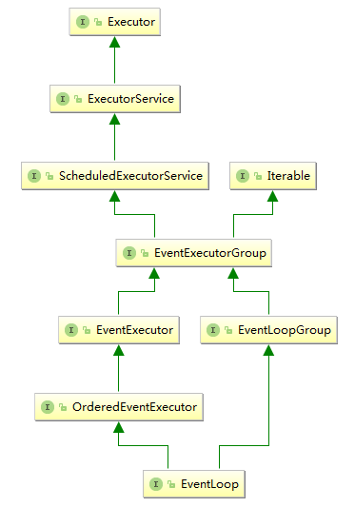 I Executor
I ExecutorService
I ScheduledExecutorService
I Iterable
I EventExecutorGroup
I EventExecutor
I EventLoopGroup
I OrderedEventExecutor
I EventLoop